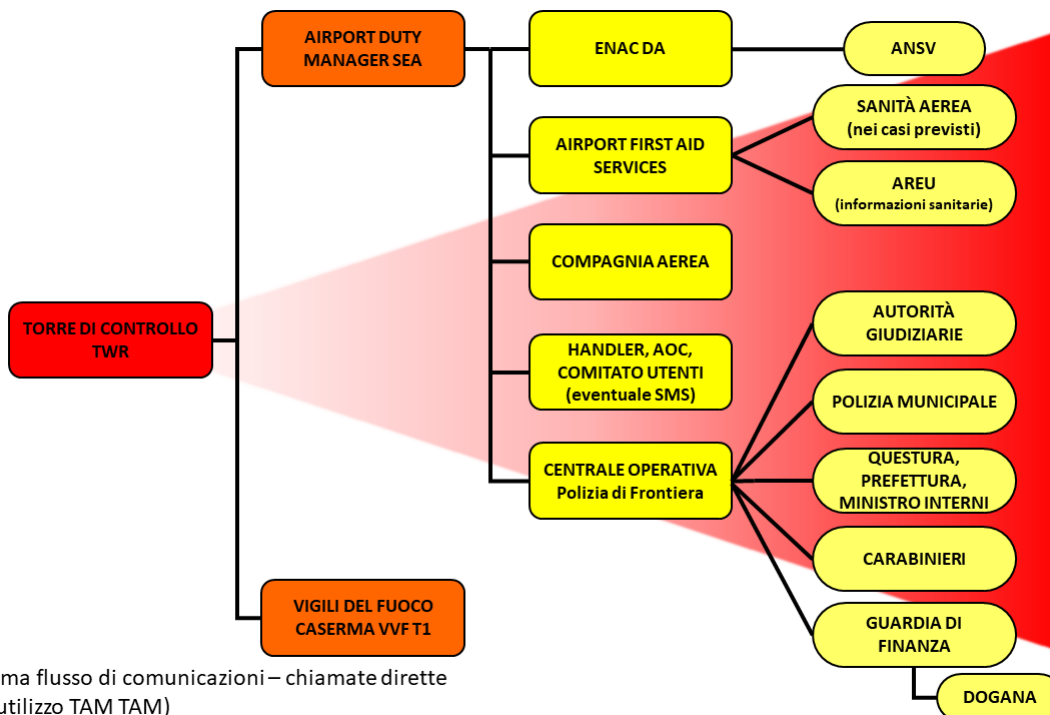 AIRPORT DUTY
MANAGER SEA
ENAC DA
ANSV
SANITÀ AEREA
(nei casi previsti)
AIRPORT FIRST AID
SERVICES
AREU
(informazioni sanitarie)
COMPAGNIA AEREA
TORRE DI CONTROLLO
TWR
AUTORITÀ
GIUDIZIARIE
HANDLER, AOC,
COMITATO UTENTI
(eventuale SMS)
POLIZIA MUNICIPALE
CENTRALE OPERATIVA
Polizia di Frontiera
QUESTURA,
PREFETTURA,
MINISTRO INTERNI
CARABINIERI
VIGILI DEL FUOCO
CASERMA VVF T1
GUARDIA DI
FINANZA
DOGANA
ma flusso di comunicazioni – chiamate dirette
utilizzo TAM TAM)